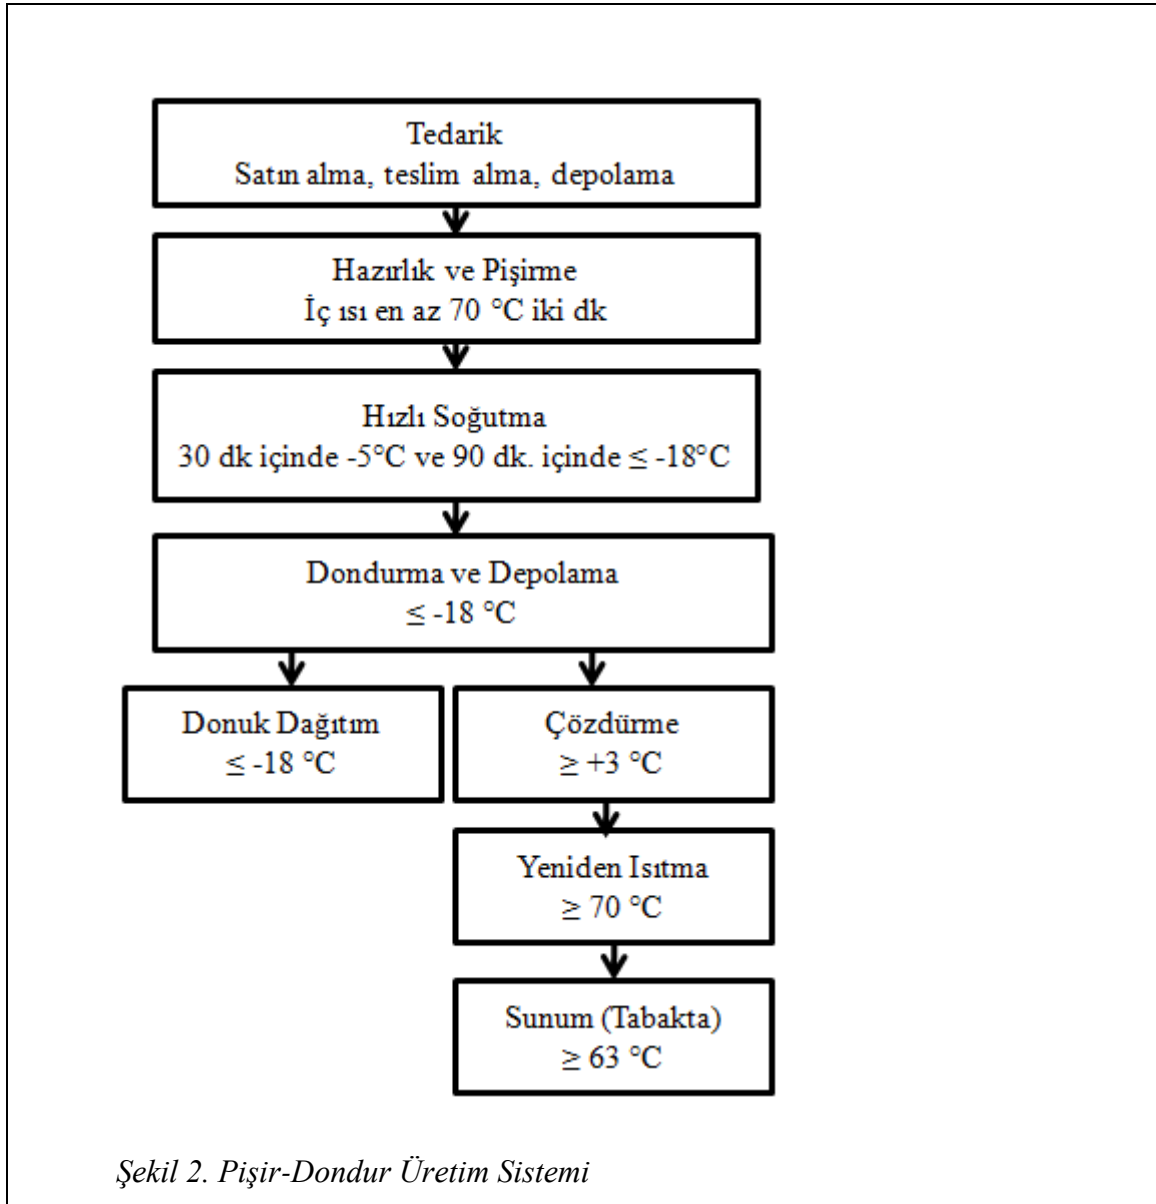 Tedarik
Satın alma, teslim alma, depolama
Hazırlık ve Pişirme
İç ısı en az 70 °C iki dk
Hızlı Soğutma
30 dk içinde -5°C ve 90 dk. içinde ≤ -18°C
Dondurma ve Depolama
≤ -18 °C
Donuk Dağıtım
≤ -18 °C
Çözdürme
≥ +3 °C
Yeniden Isıtma
≥ 70 °C
Sunum (Tabakta)
≥ 63 °C
Şekil 2. Pişir-Dondur Üretim Sistemi